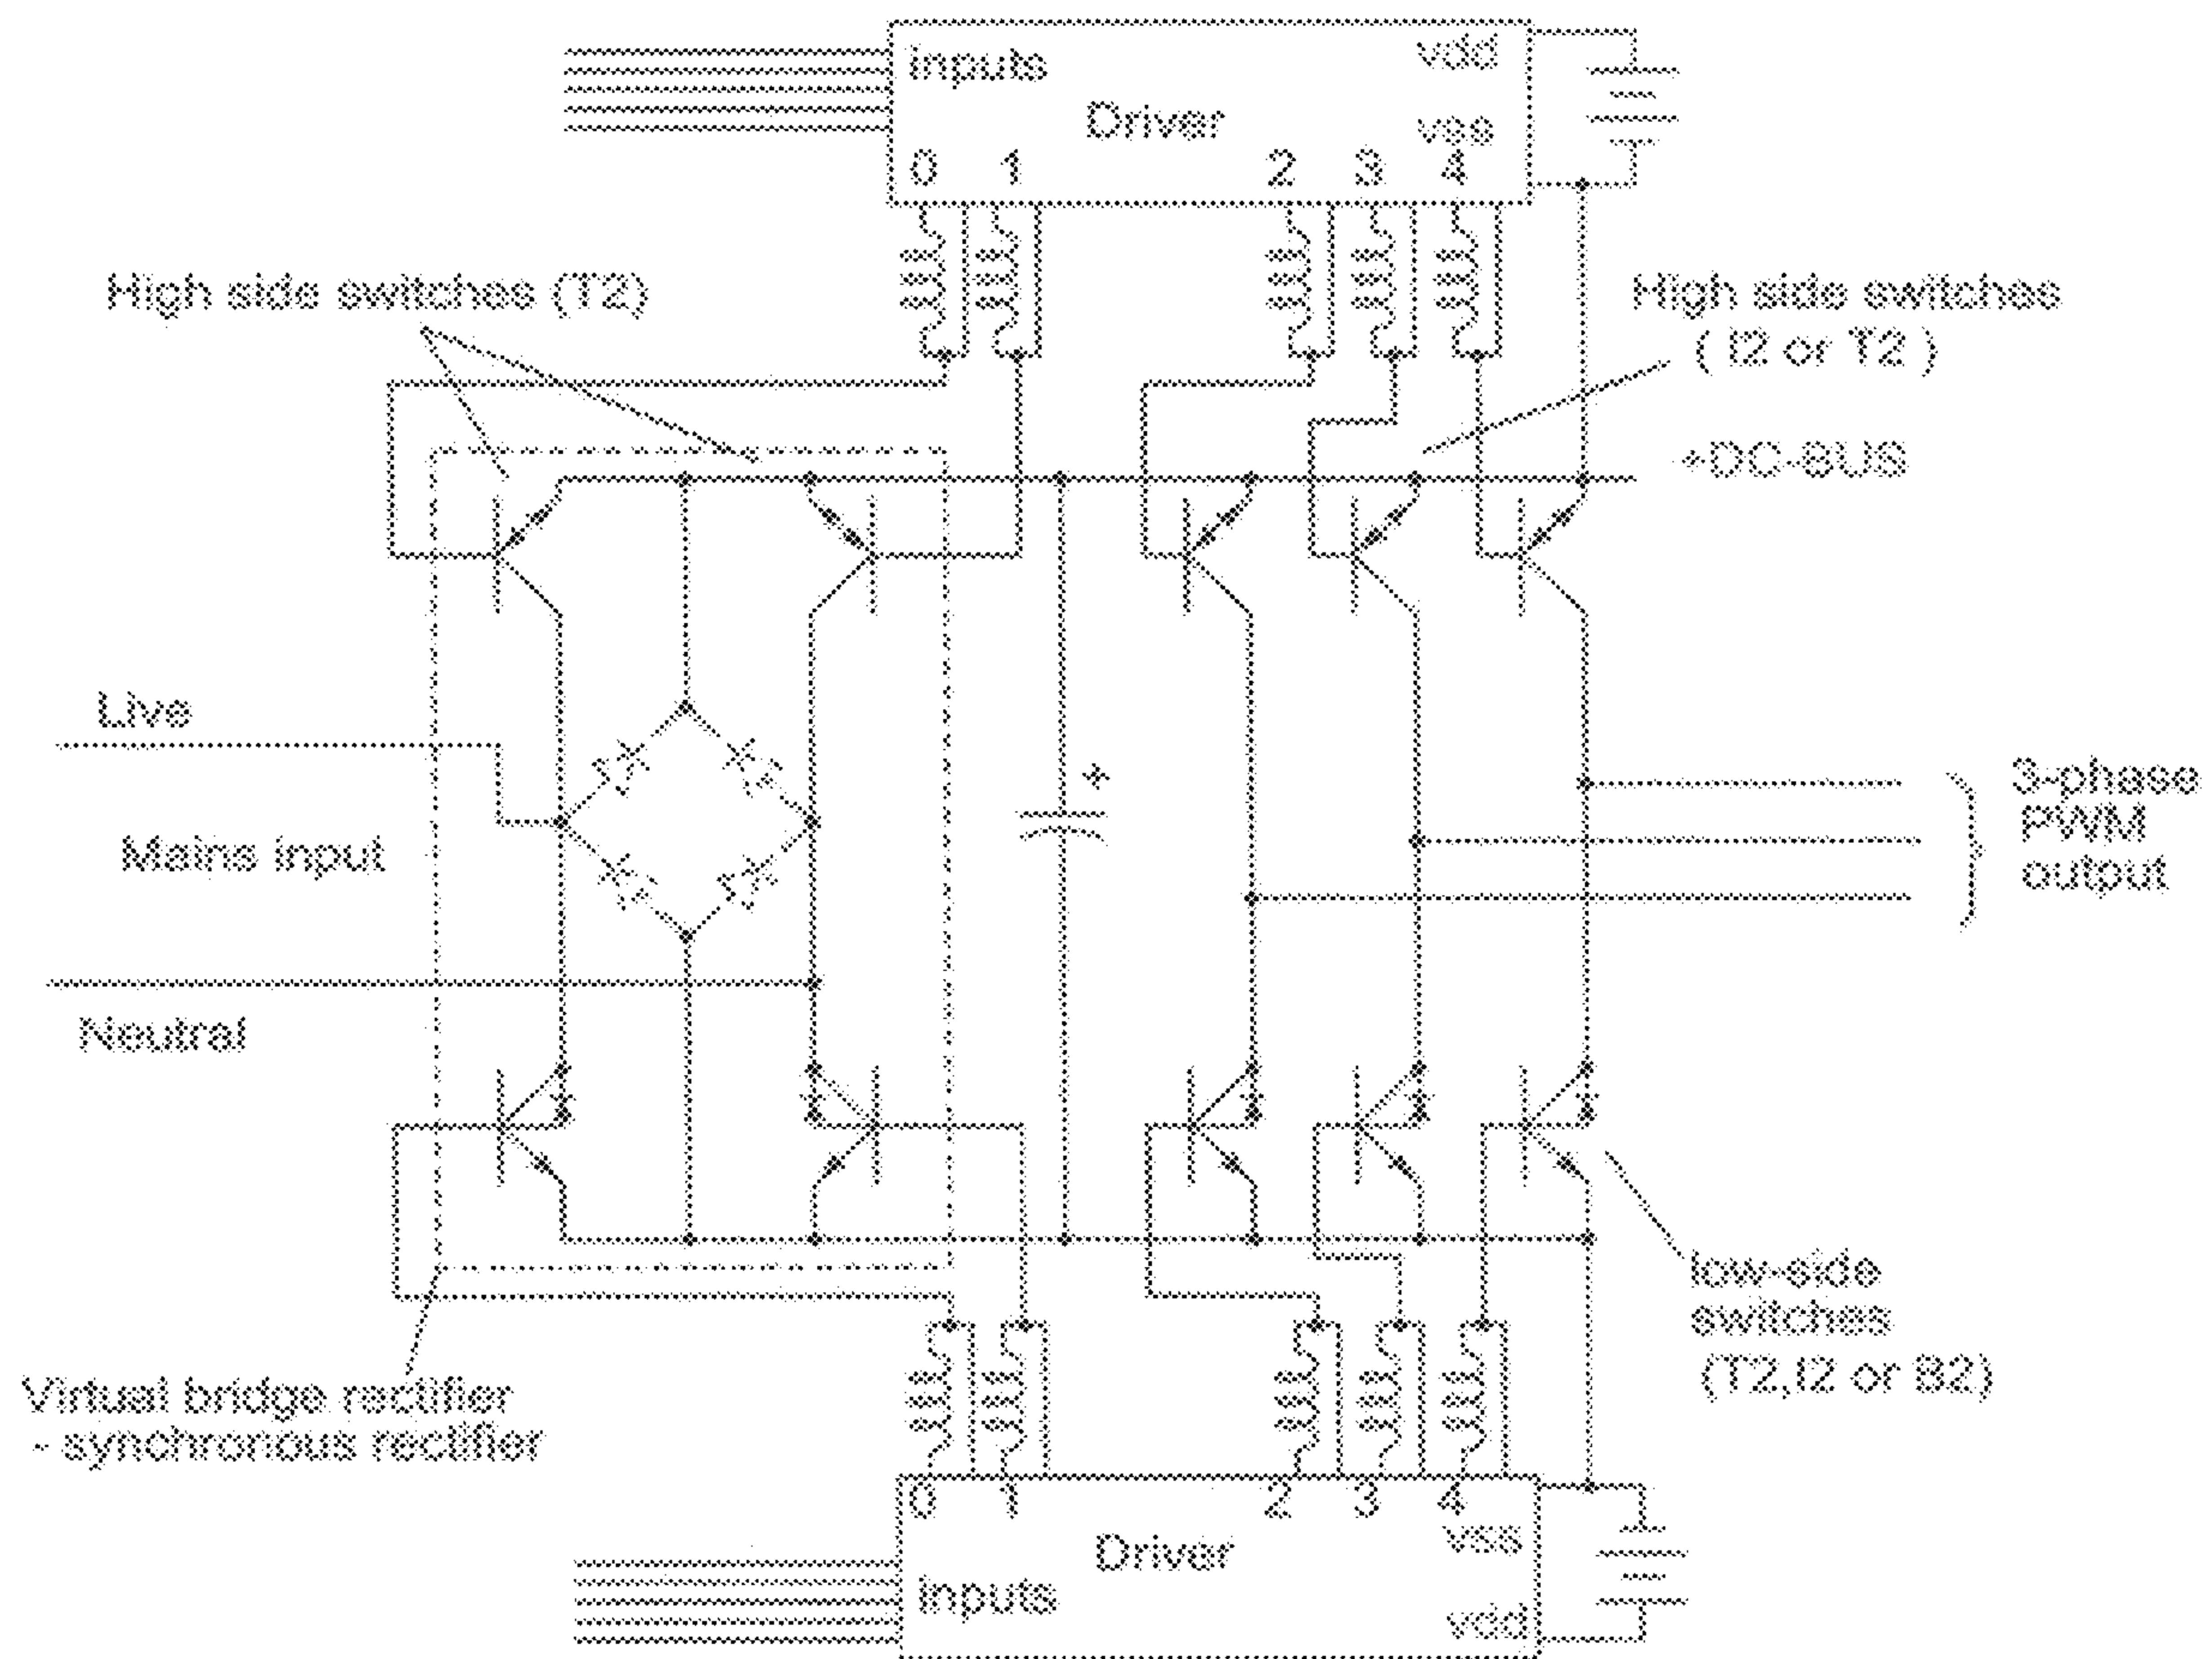 inputs
vdd
Driver
vss
0 1 2 3 4
High side switches (T2)
High side switches
( I2 or T2 )
+DC-BUS
Live
+
3-phase
PWM
output
Mains input
Neutral
low-side
switches
(T2,I2 or B2)
Virtual bridge rectifier
- synchronous rectifier
0 1 2 3 4
vss
Driver
inputs
vdd